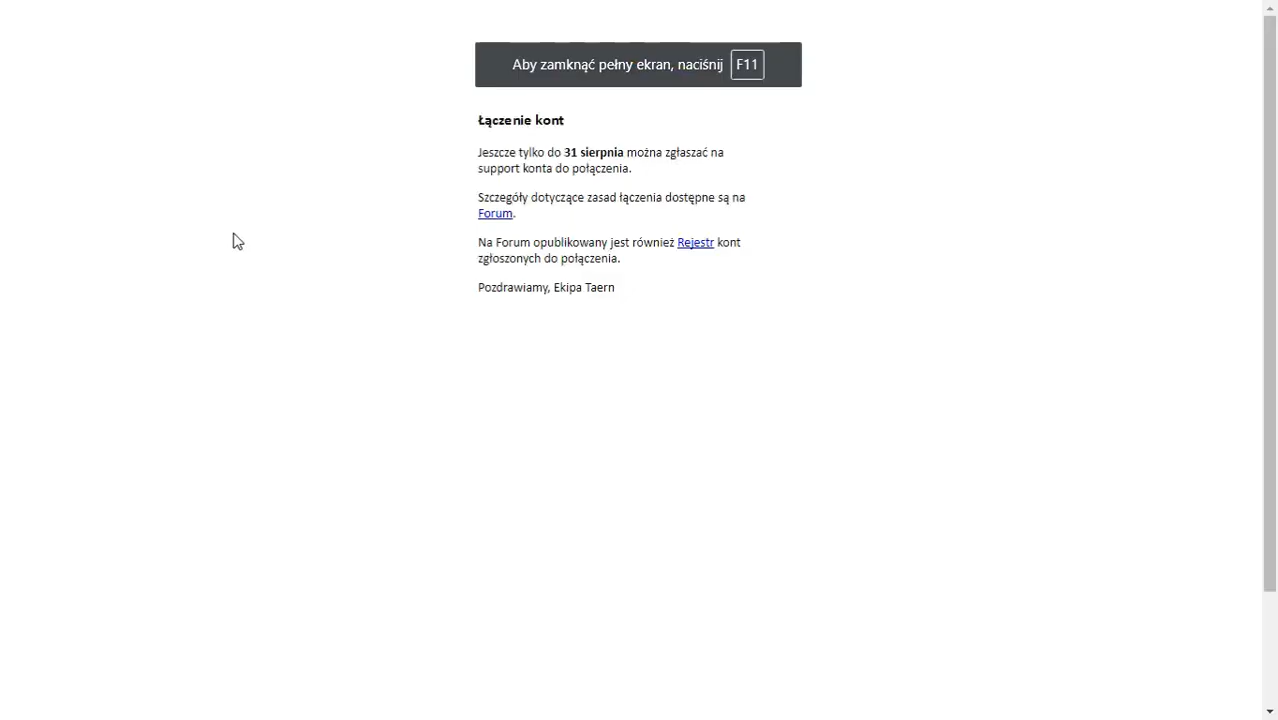 Aby zamknąć pełny ekran, naciśnij F11
Łączenie kont
Jeszcze tylko do 31 sierpnia można zgłaszać na
support konta do połączenia.
Szczegóły dotyczące zasad łączenia dostępne są na
Forum.
Na Forum opublikowany jest również Rejestr kont
zgłoszonych do połączenia.
Pozdrawiamy, Ekipa Taern